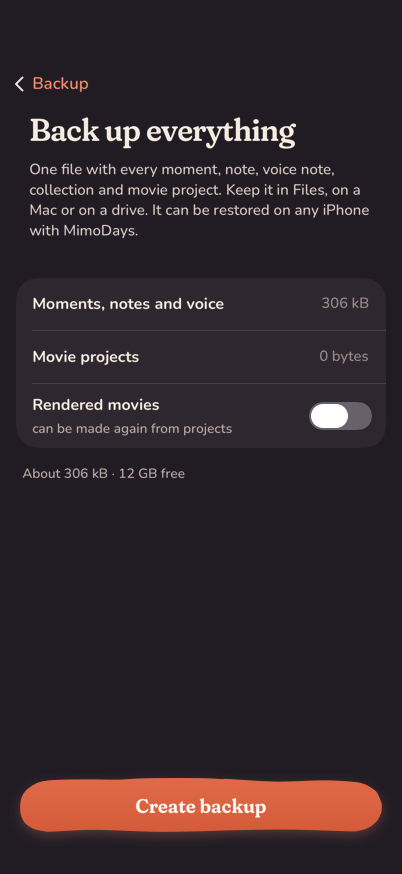 Backup
Back up everything
One file with every moment, note, voice note,
collection and movie project. Keep it in Files, on a
Mac or on a drive. It can be restored on any iPhone
with MimoDays.
Moments, notes and voice 306 kB
Movie projects 0 bytes
Rendered movies
can be made again from projects
About 306 kB · 12 GB free
Create backup